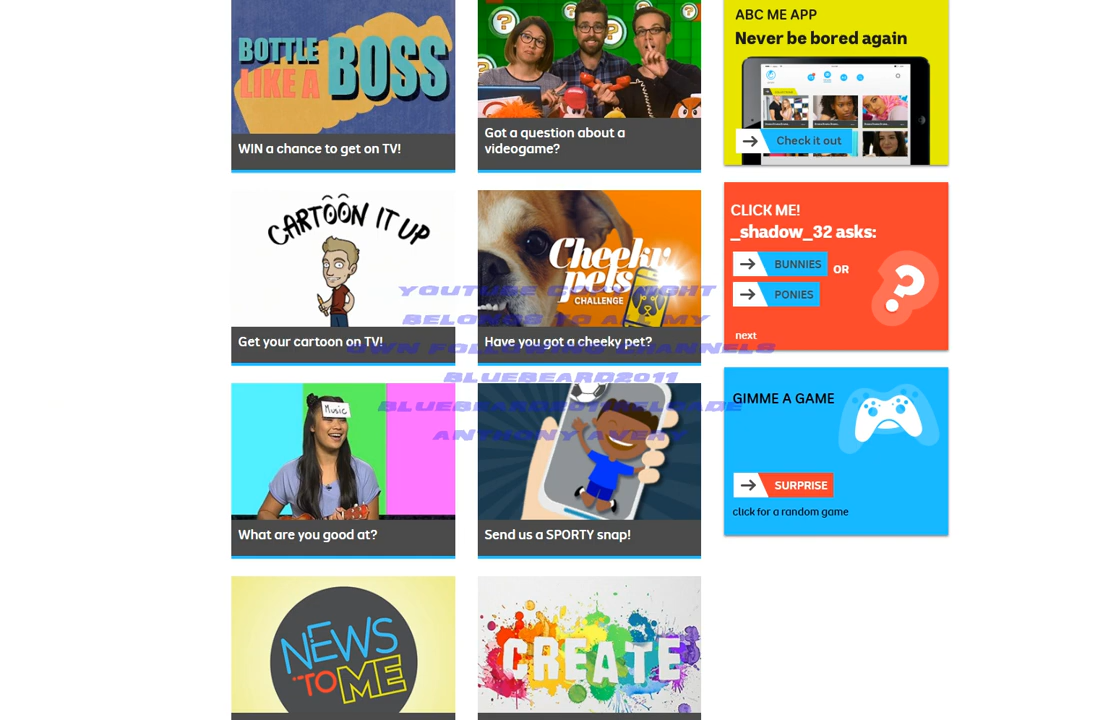 BOTTLE
LIKE A
BOSS
WIN a chance to get on TV!
Got a question about a
videogame?
ABC ME APP
Never be bored again
Check it out
CARTOON IT UP
Get your cartoon on TV!
Cheeky
pets
CHALLENGE
Have you got a cheeky pet?
CLICK ME!
_shadow_32 asks:
BUNNIES
OR
PONIES
next
YOUTUBE COPYRIGHT
BELONGS TO ALL MY
OWN FOLLOWING CHANNELS
BLUEBEARD2011
ANTHONY AVERY
Music
What are you good at?
Send us a SPORTY snap!
GIMME A GAME
SURPRISE
click for a random game
NEWS
TO ME
CREATE